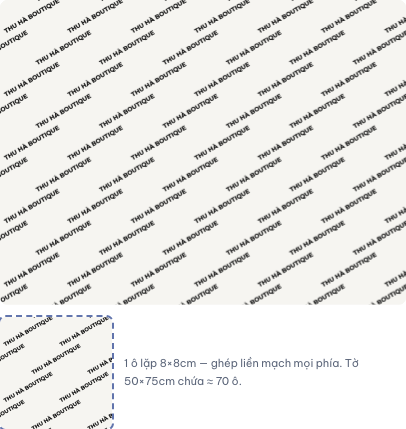 THU HÀ BOUTIQUE
1 ô lặp 8×8cm — ghép liền mạch mọi phía. Tờ
50×75cm chứa ≈ 70 ô.